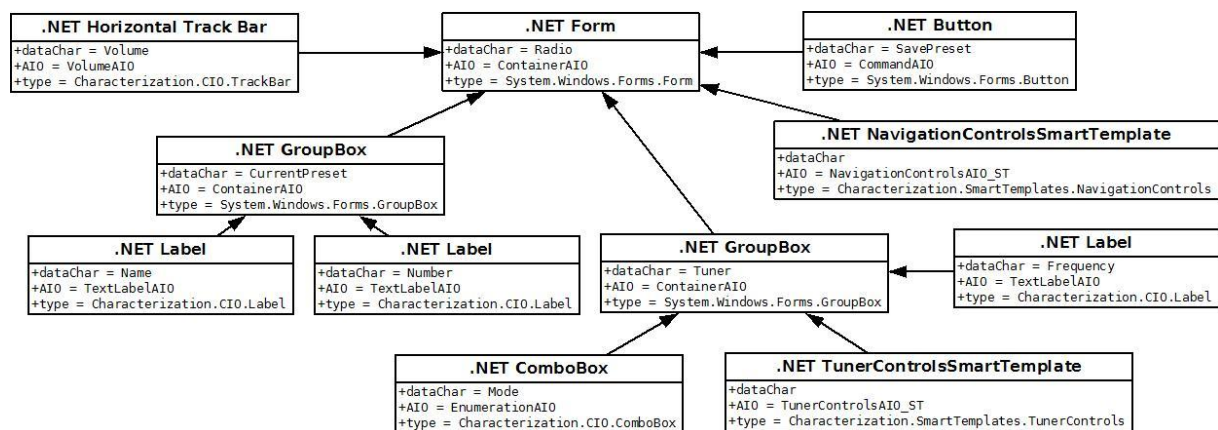 .NET Horizontal Track Bar
+dataChar = Volume
+AIO = VolumeAIO
+type = Characterization.CIO.TrackBar
.NET Form
+dataChar = Radio
+AIO = ContainerAIO
+type = System.Windows.Forms.Form
.NET Button
+dataChar = SavePreset
+AIO = CommandAIO
+type = System.Windows.Forms.Button
.NET GroupBox
+dataChar = CurrentPreset
+AIO = ContainerAIO
+type = System.Windows.Forms.GroupBox
.NET NavigationControlsSmartTemplate
+dataChar
+AIO = NavigationControlsAIO_ST
+type = Characterization.SmartTemplates.NavigationControls
.NET Label
+dataChar = Name
+AIO = TextLabelAIO
+type = Characterization.CIO.Label
.NET Label
+dataChar = Number
+AIO = TextLabelAIO
+type = Characterization.CIO.Label
.NET GroupBox
+dataChar = Tuner
+AIO = ContainerAIO
+type = System.Windows.Forms.GroupBox
.NET Label
+dataChar = Frequency
+AIO = TextLabelAIO
+type = Characterization.CIO.Label
.NET ComboBox
+dataChar = Mode
+AIO = EnumerationAIO
+type = Characterization.CIO.ComboBox
.NET TunerControlsSmartTemplate
+dataChar
+AIO = TunerControlsAIO_ST
+type = Characterization.SmartTemplates.TunerControls